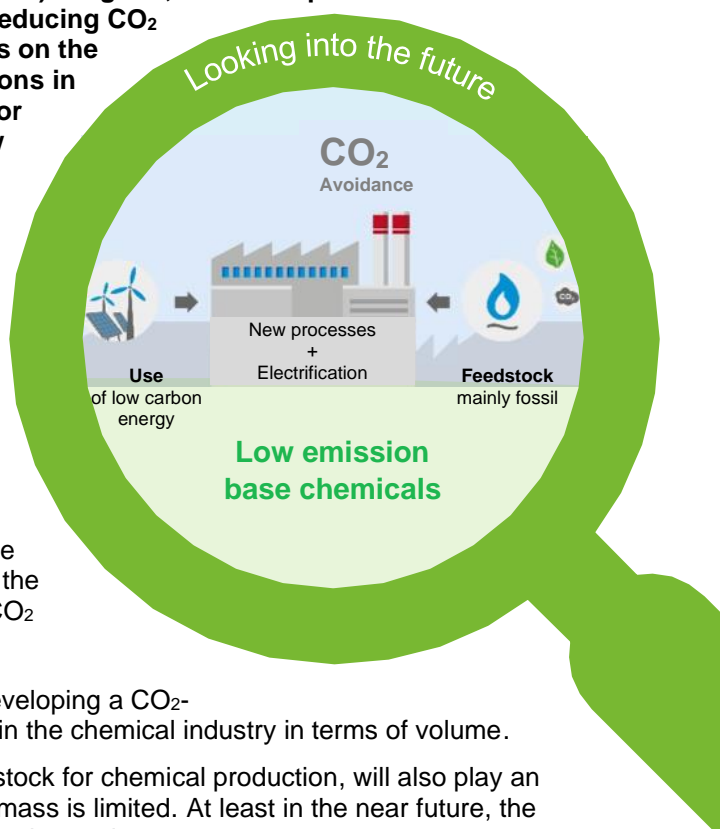 educing CO₂
s on the
ons in
or
Looking into the future
CO₂
Avoidance
New processes
+
Electrification
Use
of low carbon
energy
Feedstock
mainly fossil
CO₂
Low emission
base chemicals
e
the
CO₂
eveloping a CO₂-
in the chemical industry in terms of volume.
stock for chemical production, will also play an
mass is limited. At least in the near future, the